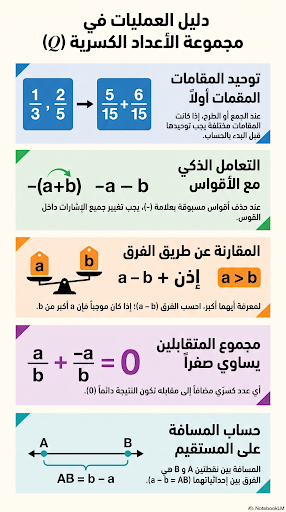 دليل العمليات في
مجموعة الأعداد الكسرية (Q)
توحيد المقامات
المقمات أولاً
1/3 , 2/5 → 5/15 + 6/15
عند الجمع أو الطرح، إذا كانت
المقامات مختلفة يجب توحيدها
قبل البدء بالحساب.
التعامل الذكي
مع الأقواس
−(a+b) −a − b
عند حذف أقواس مسبوقة بعلامة (-)، يجب تغيير جميع الإشارات داخل
القوس.
المقارنة عن طريق الفرق
a b
a − b + إذن a > b
لمعرفة أيهما أكبر، احسب الفرق (a − b)؛ إذا كان موجباً فإن a أكبر من b.
مجموع المتقابلين
يساوي صفراً
a/b + −a/b = 0
أي عدد كسري مضافاً إلى مقابله تكون النتيجة دائماً (0).
حساب المسافة
على المستقيم
A B
AB = b − a
المسافة بين نقطتين A و B هي
الفرق بين إحداثياتهما (b − a = AB).
NotebookLM